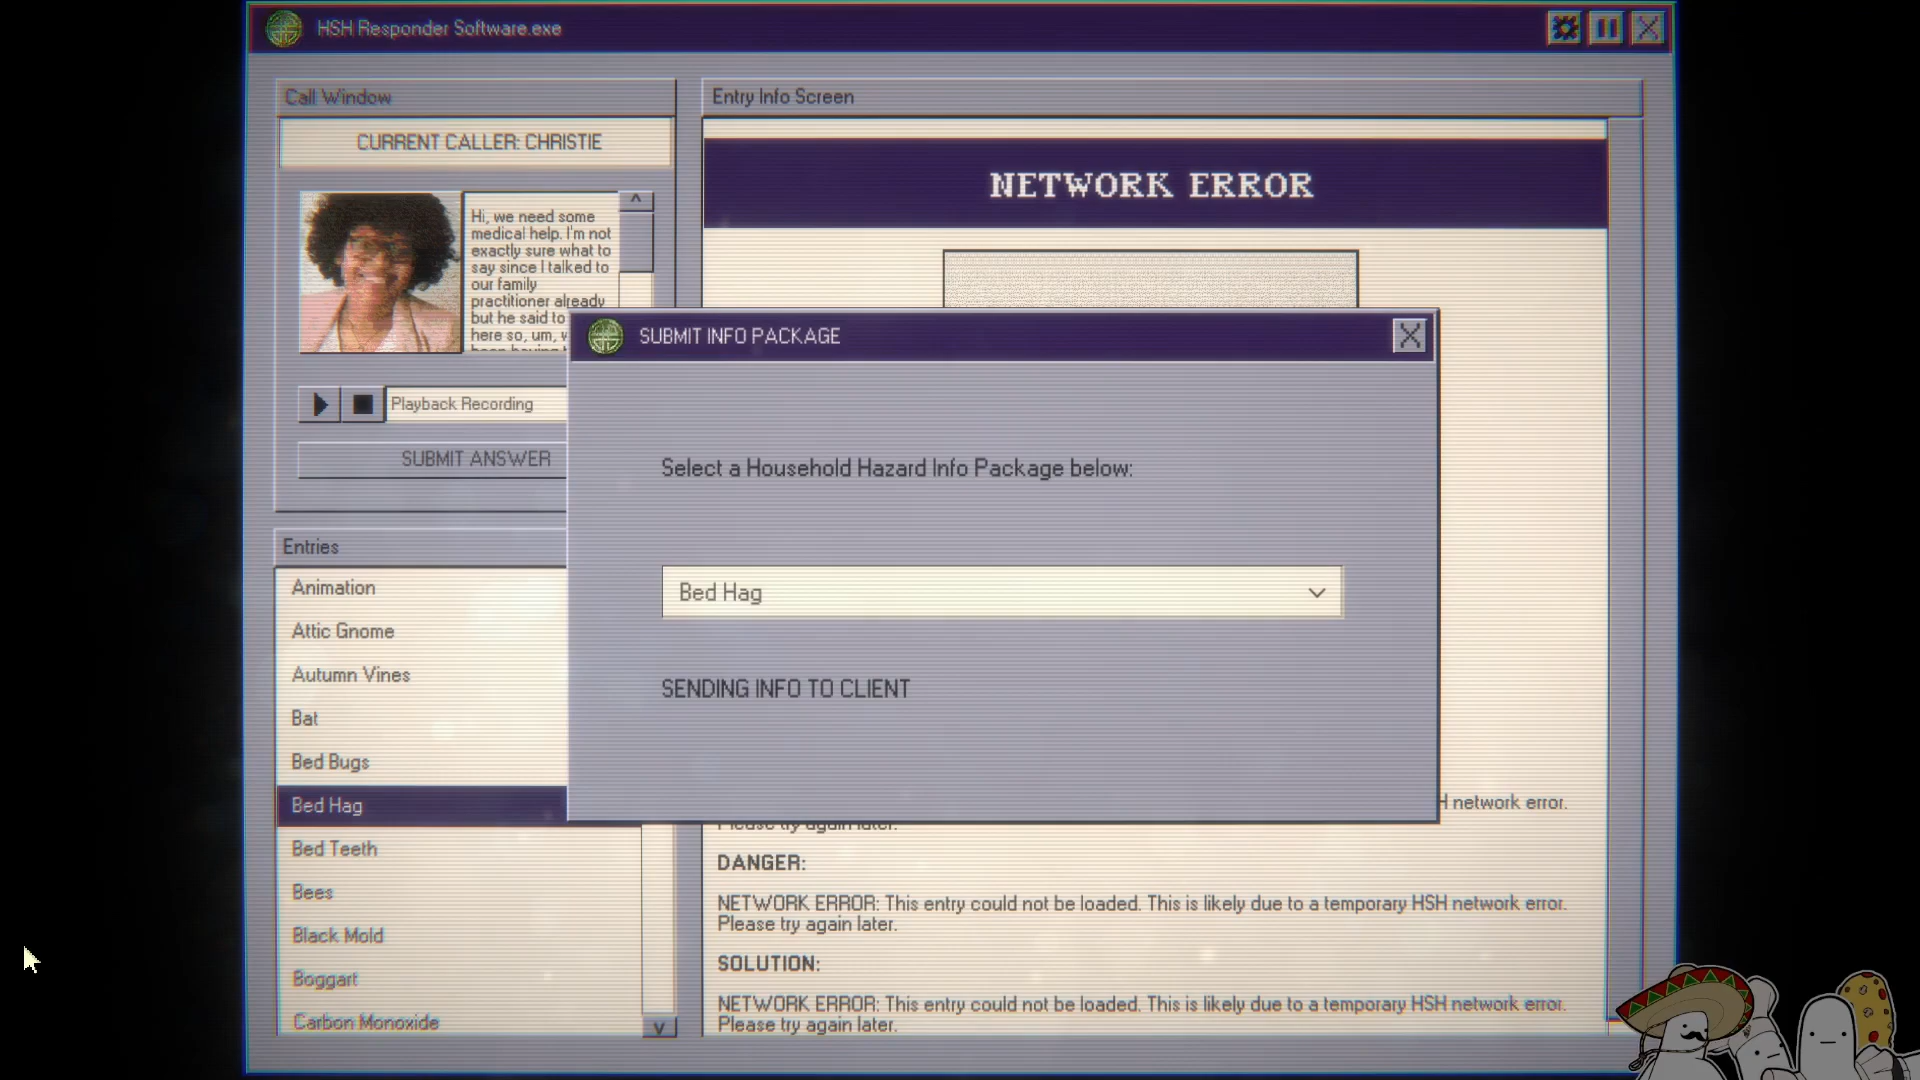 HSH Responder Software.exe
Call Window
CURRENT CALLER: CHRISTIE
Hi, we need some
medical help. I'm not
exactly sure what to
say since I talked to
our family
practitioner already
but he said to
here so, um,
Playback Recording
SUBMIT ANSWER
Entries
Animation
Attic Gnome
Autumn Vines
Bat
Bed Bugs
Bed Hag
Bed Teeth
Bees
Black Mold
Boggart
Carbon Monoxide
Entry Info Screen
NETWORK ERROR
SUBMIT INFO PACKAGE
Select a Household Hazard Info Package below:
Bed Hag
SENDING INFO TO CLIENT
H network error.
Please try again later.
DANGER:
NETWORK ERROR: This entry could not be loaded. This is likely due to a temporary HSH network error.
Please try again later.
SOLUTION:
NETWORK ERROR: This entry could not be loaded. This is likely due to a temporary HSH network error.
Please try again later.